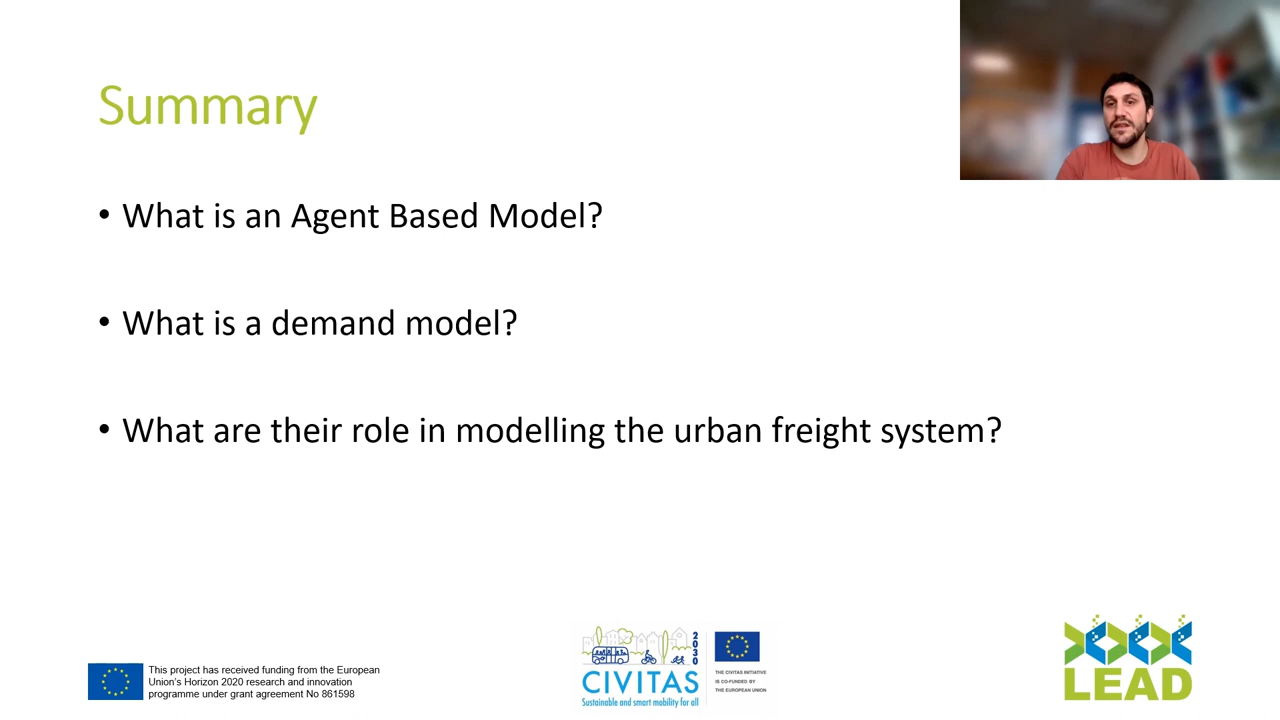 Summary
• What is an Agent Based Model?
• What is a demand model?
• What are their role in modelling the urban freight system?
This project has received funding from the European
Union's Horizon 2020 research and innovation
programme under grant agreement No 861598
2030
CIVITAS
Sustainable and smart mobility for all
THE CIVITAS INITIATIVE
IS CO-FUNDED BY
THE EUROPEAN UNION
LEAD